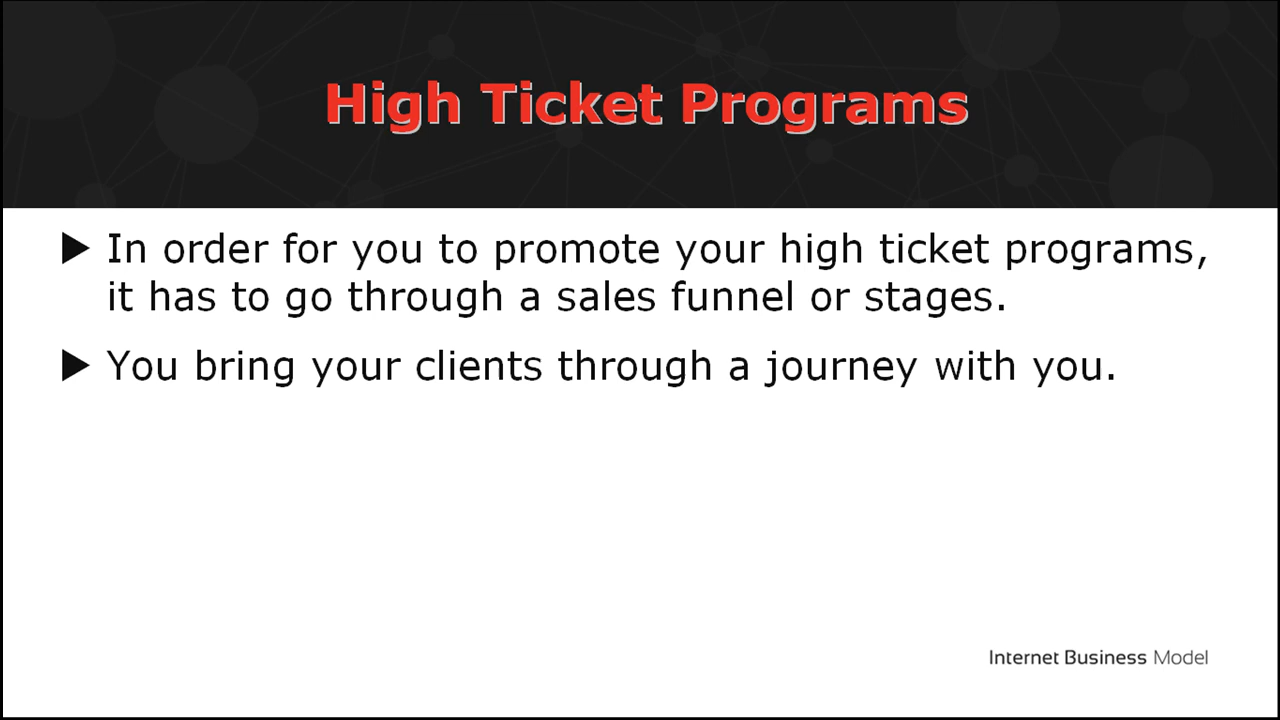 High Ticket Programs
▶ In order for you to promote your high ticket programs,
it has to go through a sales funnel or stages.
▶ You bring your clients through a journey with you.
Internet Business Model